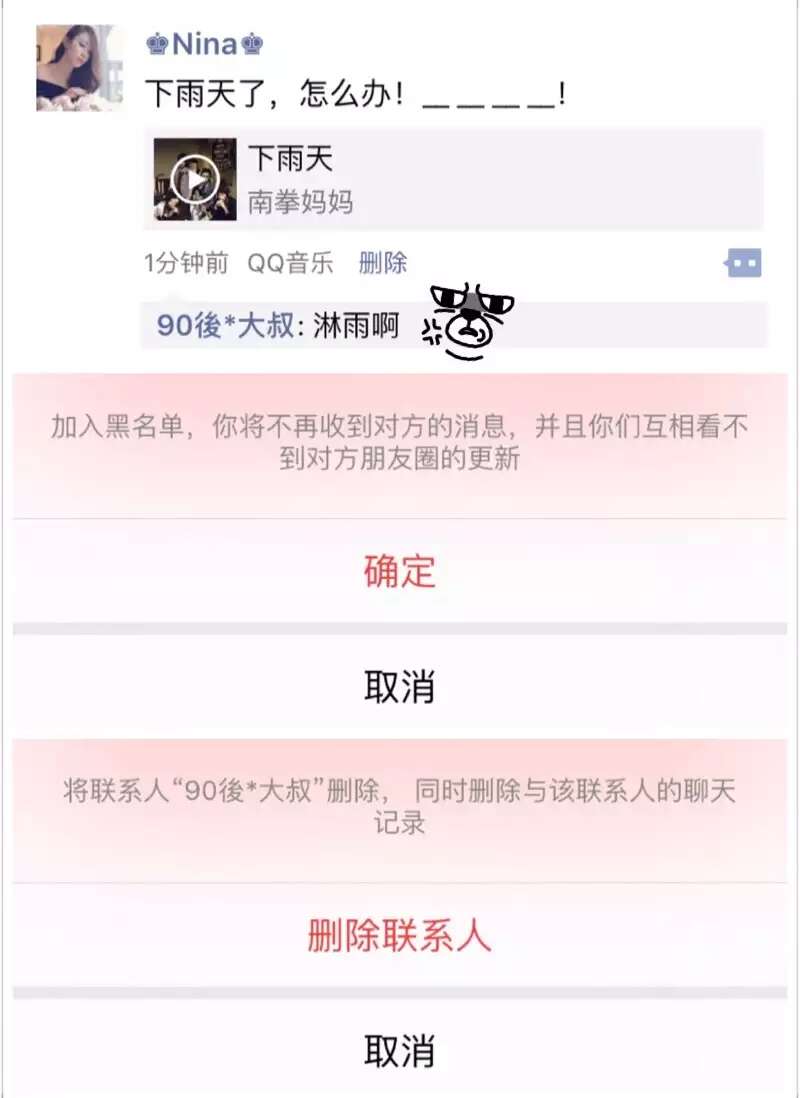 ♚Nina♚
下雨天了，怎么办！__ __ __ __！
下雨天
南拳妈妈
1分钟前 QQ音乐 删除
90後*大叔: 淋雨啊
加入黑名单，你将不再收到对方的消息，并且你们互相看不
到对方朋友圈的更新
确定
取消
将联系人“90後*大叔”删除， 同时删除与该联系人的聊天
记录
删除联系人
取消